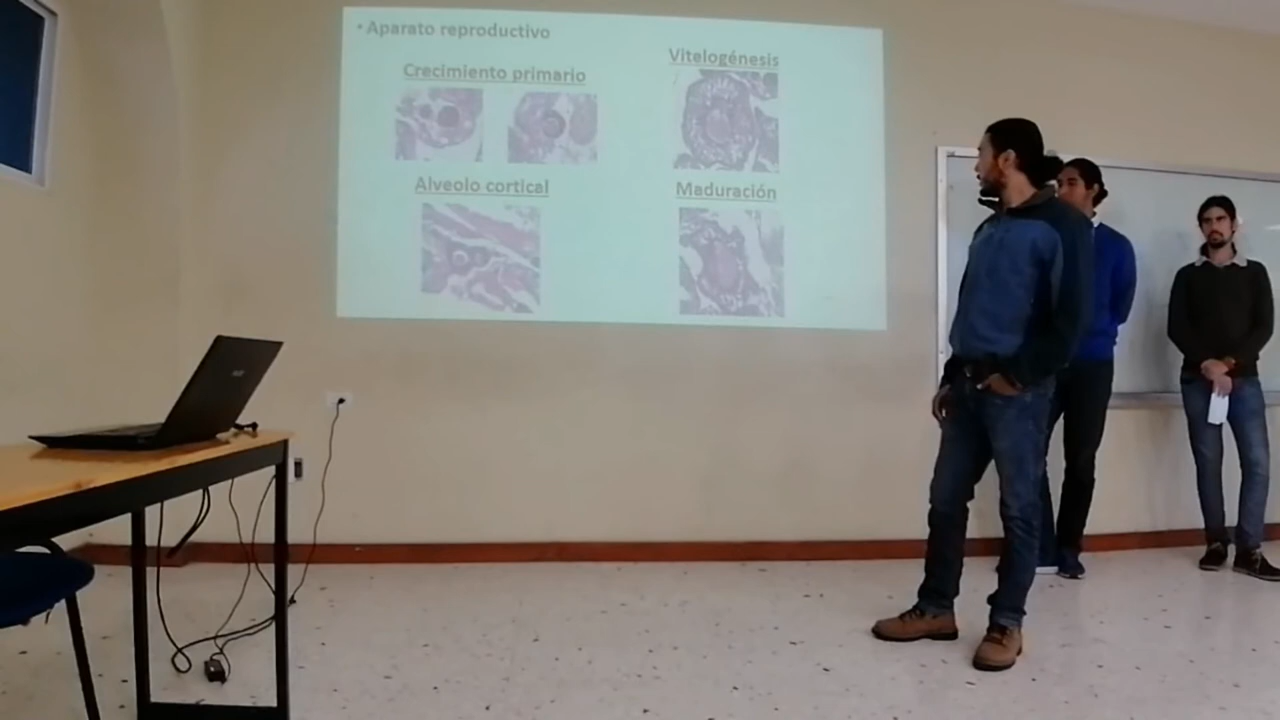 • Aparato reproductivo
Crecimiento primario
Vitelogénesis
Alveolo cortical
Maduración